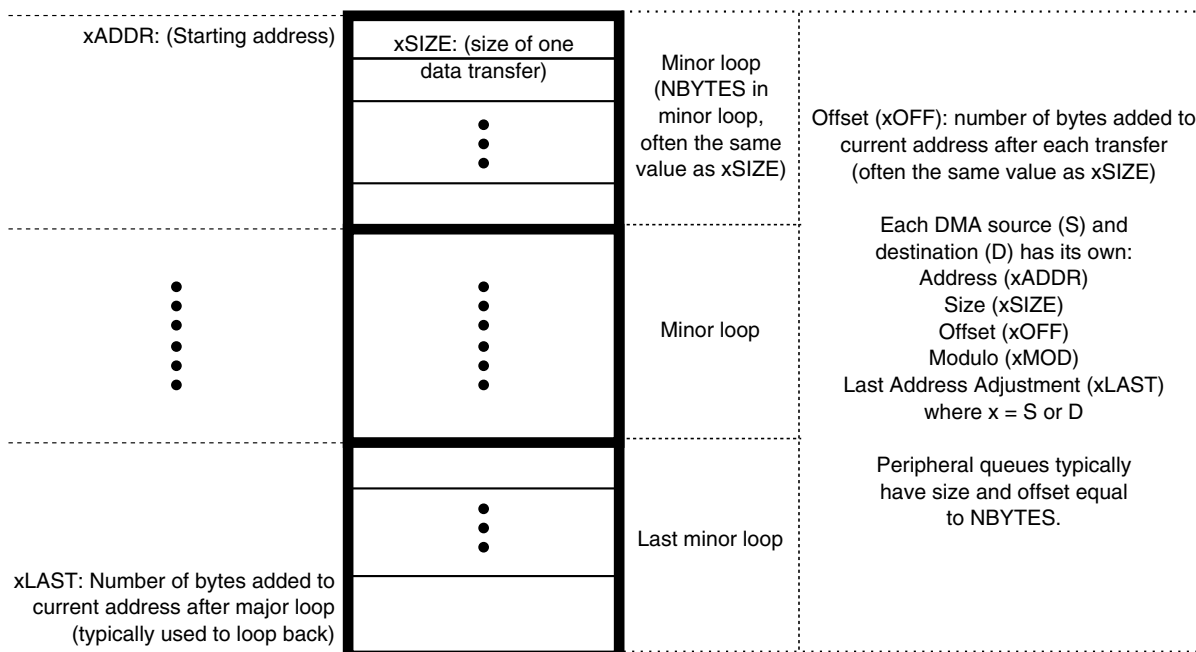 xADDR: (Starting address)
xSIZE: (size of one
data transfer)
Minor loop
(NBYTES in
minor loop,
often the same
value as xSIZE)
Offset (xOFF): number of bytes added to
current address after each transfer
(often the same value as xSIZE)
Each DMA source (S) and
destination (D) has its own:
Address (xADDR)
Size (xSIZE)
Offset (xOFF)
Modulo (xMOD)
Last Address Adjustment (xLAST)
where x = S or D
Peripheral queues typically
have size and offset equal
to NBYTES.
Minor loop
Last minor loop
xLAST: Number of bytes added to
current address after major loop
(typically used to loop back)